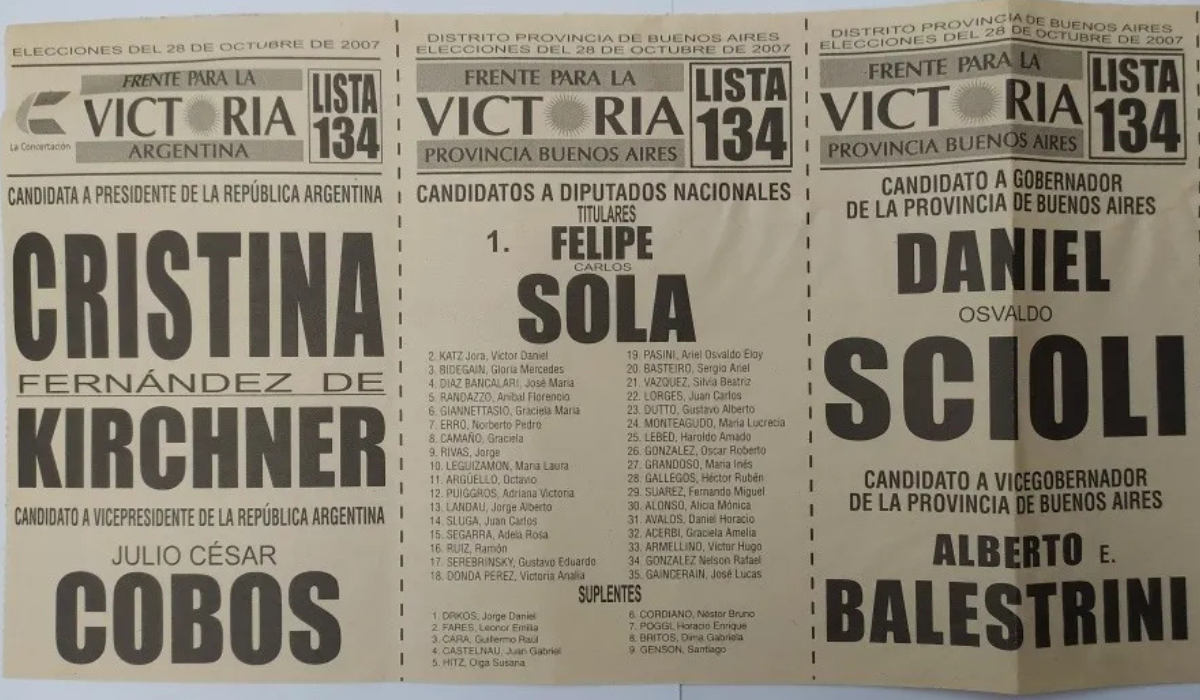 ELECCIONES DEL 28 DE OCTUBRE DE 2007
La Concertación
FRENTE PARA LA
VICTORIA
ARGENTINA
LISTA
134
CANDIDATA A PRESIDENTE DE LA REPÚBLICA ARGENTINA
CRISTINA
FERNÁNDEZ DE
KIRCHNER
CANDIDATO A VICEPRESIDENTE DE LA REPÚBLICA ARGENTINA
JULIO CÉSAR
COBOS
DISTRITO PROVINCIA DE BUENOS AIRES
ELECCIONES DEL 28 DE OCTUBRE DE 2007
FRENTE PARA LA
VICTORIA
PROVINCIA BUENOS AIRES
LISTA
134
CANDIDATOS A DIPUTADOS NACIONALES
TITULARES
1. FELIPE
CARLOS
SOLA
2. KATZ Jora, Victor Daniel
3. BIDEGAIN, Gloria Mercedes
4. DIAZ BANCALARI, José María
5. RANDAZZO, Anibal Florencio
6. GIANNETTASIO, Graciela Maria
7. ERRO, Norberto Pedro
8. CAMAÑO, Graciela
9. RIVAS, Jorge
10. LEGUIZAMON, Maria Laura
11. ARGÜELLO, Octavio
12. PUIGGROS, Adriana Victoria
13. LANDAU, Jorge Alberto
14. SLUGA, Juan Carlos
15. SEGARRA, Adela Rosa
16. RUIZ, Ramón
17. SEREBRINSKY, Gustavo Eduardo
18. DONDA PEREZ, Victoria Analia
19. PASINI, Ariel Osvaldo Eloy
20. BASTEIRO, Sergio Ariel
21. VAZQUEZ, Silvia Beatriz
22. LORGES, Juan Carlos
23. DUTTO, Gustavo Alberto
24. MONTEAGUDO, Maria Lucrecia
25. LEBED, Haroldo Amado
26. GONZALEZ, Oscar Roberto
27. GRANDOSO, Maria Inés
28. GALLEGOS, Héctor Rubén
29. SUAREZ, Fernando Miguel
30. ALONSO, Alicia Mónica
31. AVALOS, Daniel Horacio
32. ACERBI, Graciela Amelia
33. ARMELLINO, Victor Hugo
34. GONZALEZ Nelson Rafael
35. GAINCERAIN, José Lucas
SUPLENTES
1. DRKOS, Jorge Daniel
2. FARES, Leonor Emilia
3. CARA, Guillermo Raúl
4. CASTELNAU, Juan Gabriel
5. HITZ, Olga Susana
6. CORDIANO, Néstor Bruno
7. POGGI, Horacio Enrique
8. BRITOS, Dima Gabriela
9. GENSON, Santiago
DISTRITO PROVINCIA DE BUENOS AIRES
ELECCIONES DEL 28 DE OCTUBRE DE 2007
FRENTE PARA LA
VICTORIA
PROVINCIA BUENOS AIRES
LISTA
134
CANDIDATO A GOBERNADOR
DE LA PROVINCIA DE BUENOS AIRES
DANIEL
OSVALDO
SCIOLI
CANDIDATO A VICEGOBERNADOR
DE LA PROVINCIA DE BUENOS AIRES
ALBERTO E.
BALESTRINI